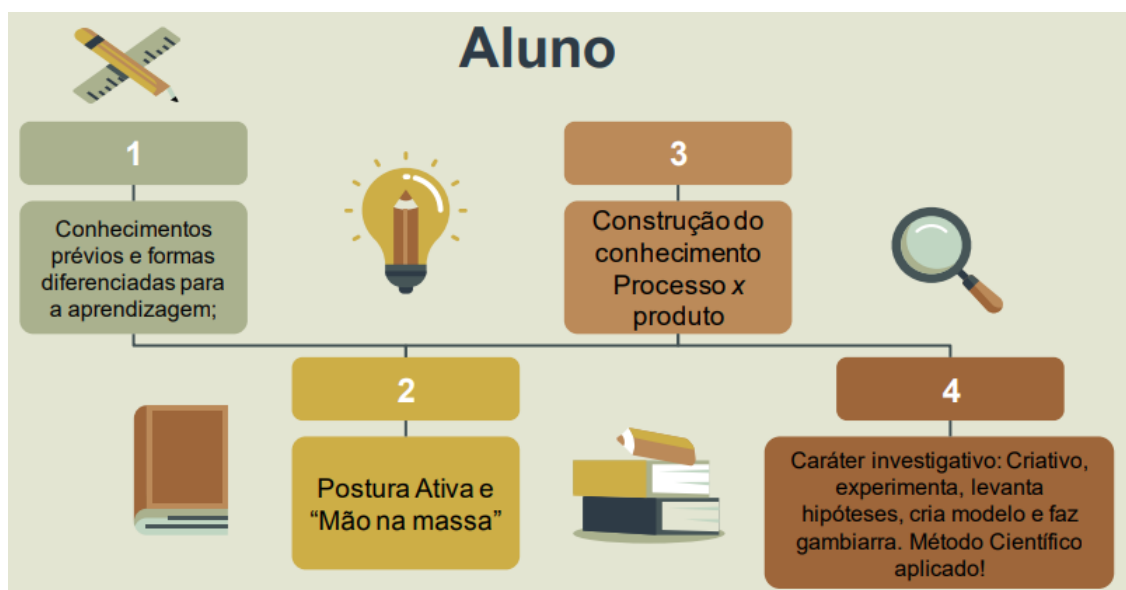 Aluno
1
Conhecimentos
prévios e formas
diferenciadas para
a aprendizagem;
2
Postura Ativa e
“Mão na massa”
3
Construção do
conhecimento
Processo x
produto
4
Caráter investigativo: Criativo,
experimenta, levanta
hipóteses, cria modelo e faz
gambiarra. Método Científico
aplicado!